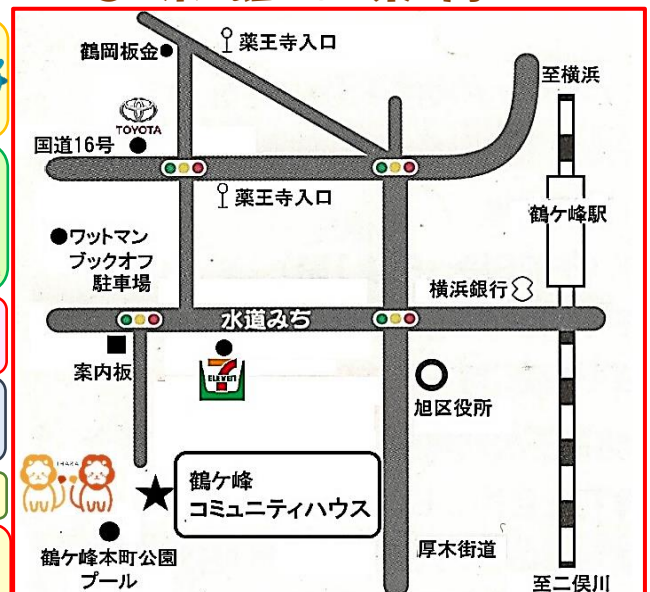 鶴岡板金
薬王寺入口
至横浜
TOYOTA
国道16号
薬王寺入口
鶴ケ峰駅
ワットマン
ブックオフ
駐車場
横浜銀行
水道みち
案内板
7
ELEVEN
旭区役所
鶴ケ峰
コミュニティハウス
鶴ケ峰本町公園
プール
厚木街道
至二俣川